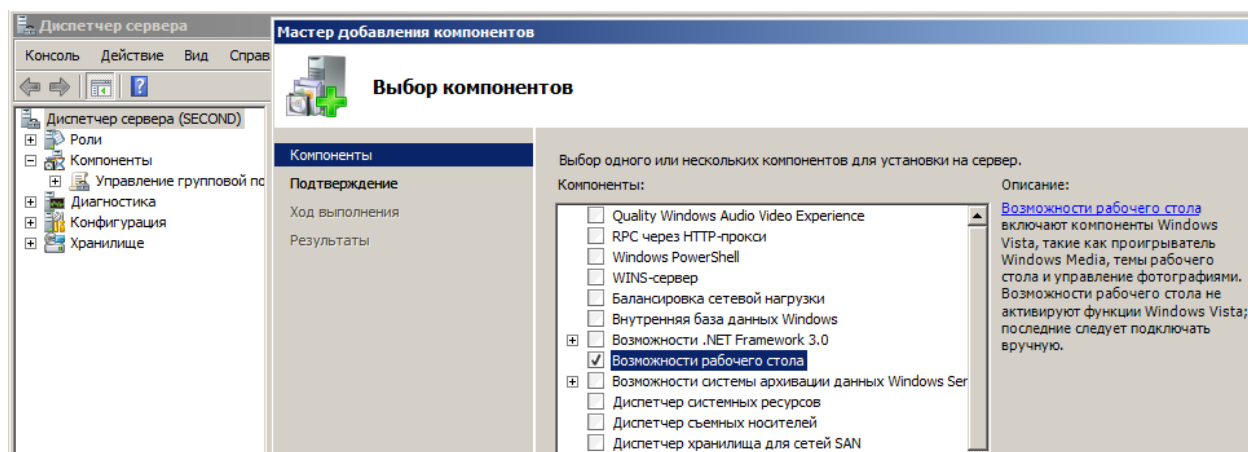 Диспетчер сервера
Консоль Действие Вид Справ
Диспетчер сервера (SECOND)
Роли
Компоненты
Управление групповой по
Диагностика
Конфигурация
Хранилище
Мастер добавления компонентов
Выбор компонентов
Компоненты
Подтверждение
Ход выполнения
Результаты
Выбор одного или нескольких компонентов для установки на сервер.
Компоненты:
Quality Windows Audio Video Experience
RPC через HTTP-прокси
Windows PowerShell
WINS-сервер
Балансировка сетевой нагрузки
Внутренняя база данных Windows
Возможности .NET Framework 3.0
Возможности рабочего стола
Возможности системы архивации данных Windows Ser
Диспетчер системных ресурсов
Диспетчер съемных носителей
Диспетчер хранилища для сетей SAN
Описание:
Возможности рабочего стола
включают компоненты Windows
Vista, такие как проигрыватель
Windows Media, темы рабочего
стола и управление фотографиями.
Возможности рабочего стола не
активируют функции Windows Vista;
последние следует подключать
вручную.